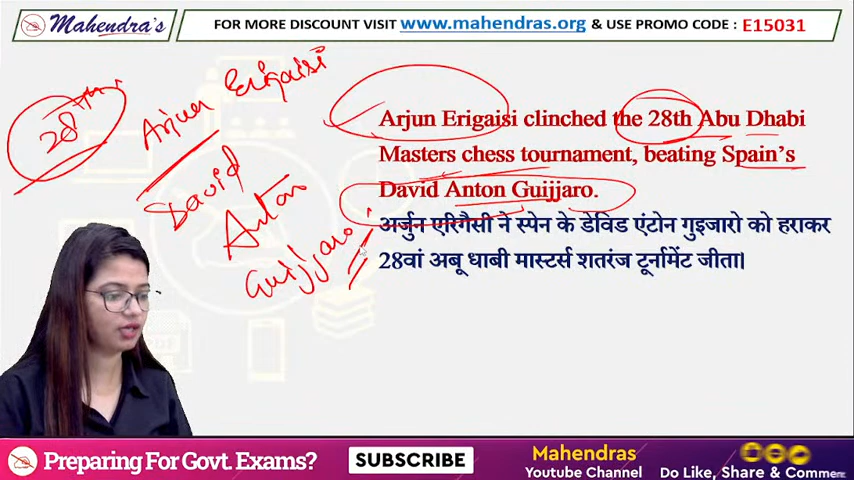 Mahendra's
FOR MORE DISCOUNT VISIT www.mahendras.org & USE PROMO CODE : E15031
28th
Arjun Erigaisi
David
Anton
Guijjaro
Arjun Erigaisi clinched the 28th Abu Dhabi
Masters chess tournament, beating Spain’s
David Anton Guijjaro.
अर्जुन एरिगैसी ने स्पेन के डेविड एंटोन गुइजारो को हराकर
28वां अबू धाबी मास्टर्स शतरंज टूर्नामेंट जीता।
Preparing For Govt. Exams?
SUBSCRIBE
Mahendras
Youtube Channel
Do Like, Share & Comme